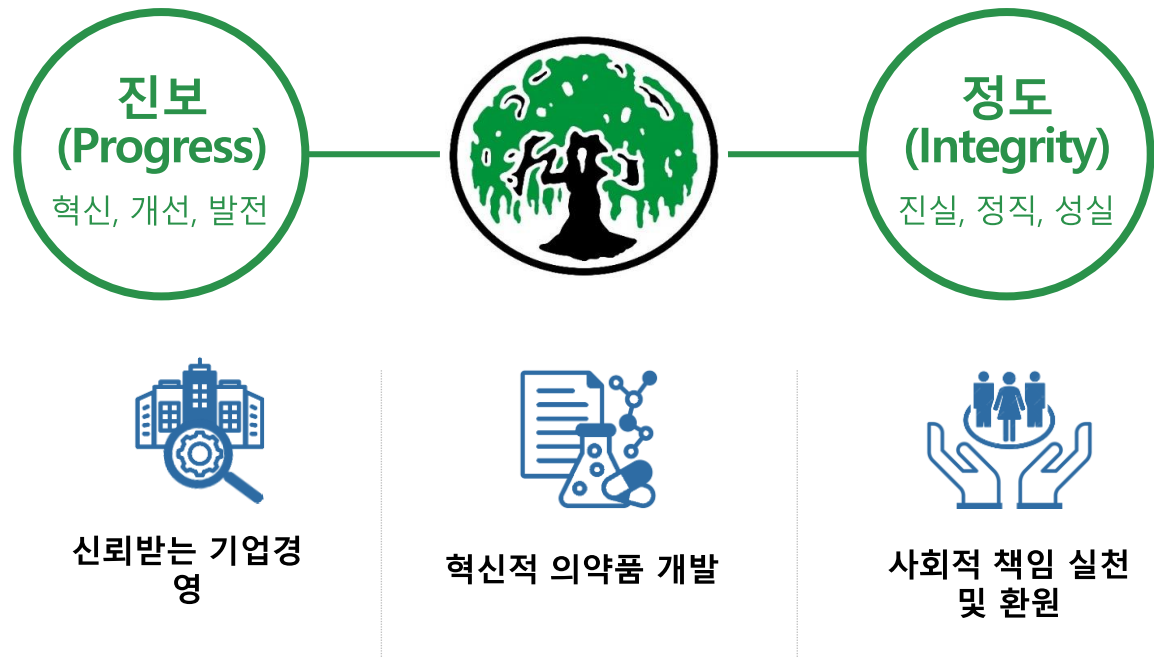 진보
(Progress)
혁신, 개선, 발전
정도
(Integrity)
진실, 정직, 성실
신뢰받는 기업경
영
혁신적 의약품 개발
사회적 책임 실천
및 환원